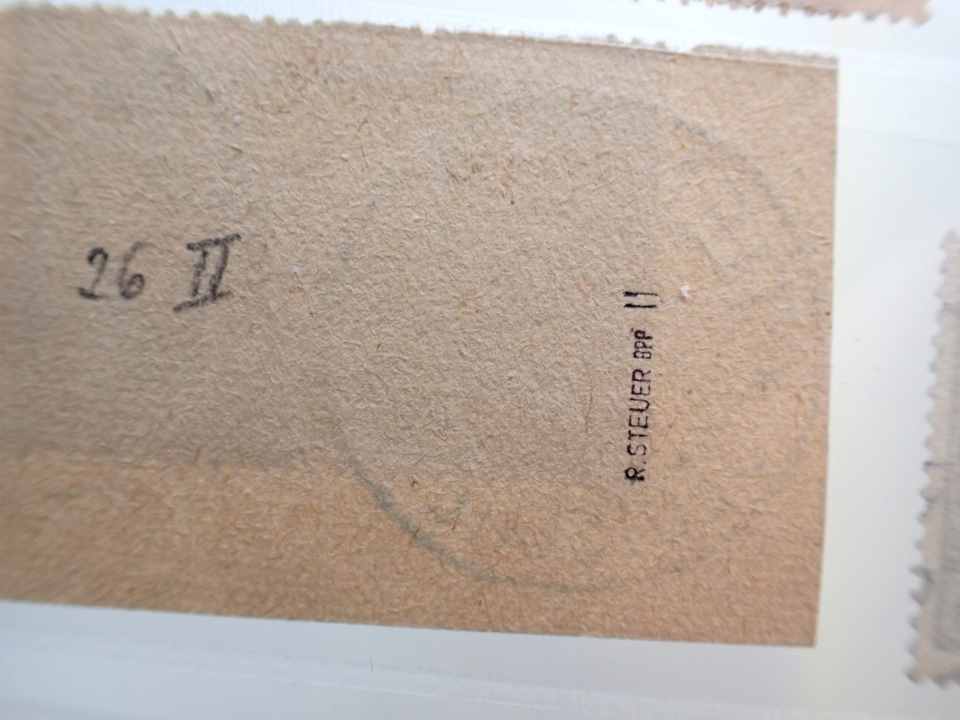 26 II
R. STEUER BPP II